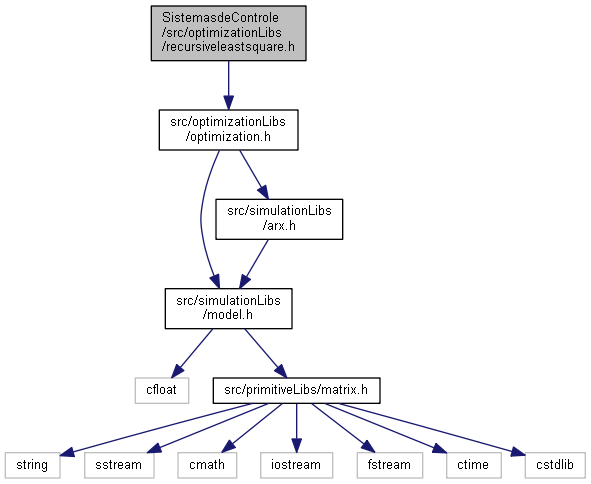 SistemasdeControle
/src/optimizationLibs
/recursiveleastsquare.h
src/optimizationLibs
/optimization.h
src/simulationLibs
/arx.h
src/simulationLibs
/model.h
cfloat
src/primitiveLibs/matrix.h
string
sstream
cmath
iostream
fstream
ctime
cstdlib